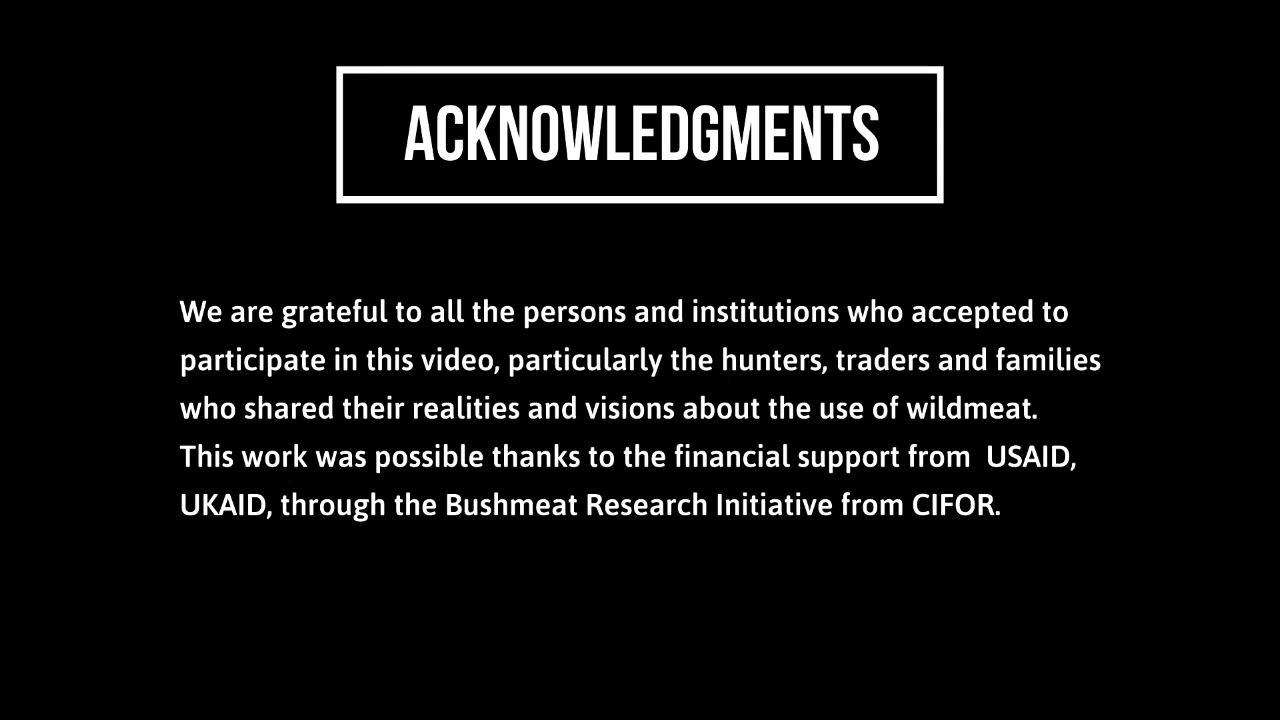 ACKNOWLEDGMENTS
We are grateful to all the persons and institutions who accepted to
participate in this video, particularly the hunters, traders and families
who shared their realities and visions about the use of wildmeat.
This work was possible thanks to the financial support from  USAID,
UKAID, through the Bushmeat Research Initiative from CIFOR.